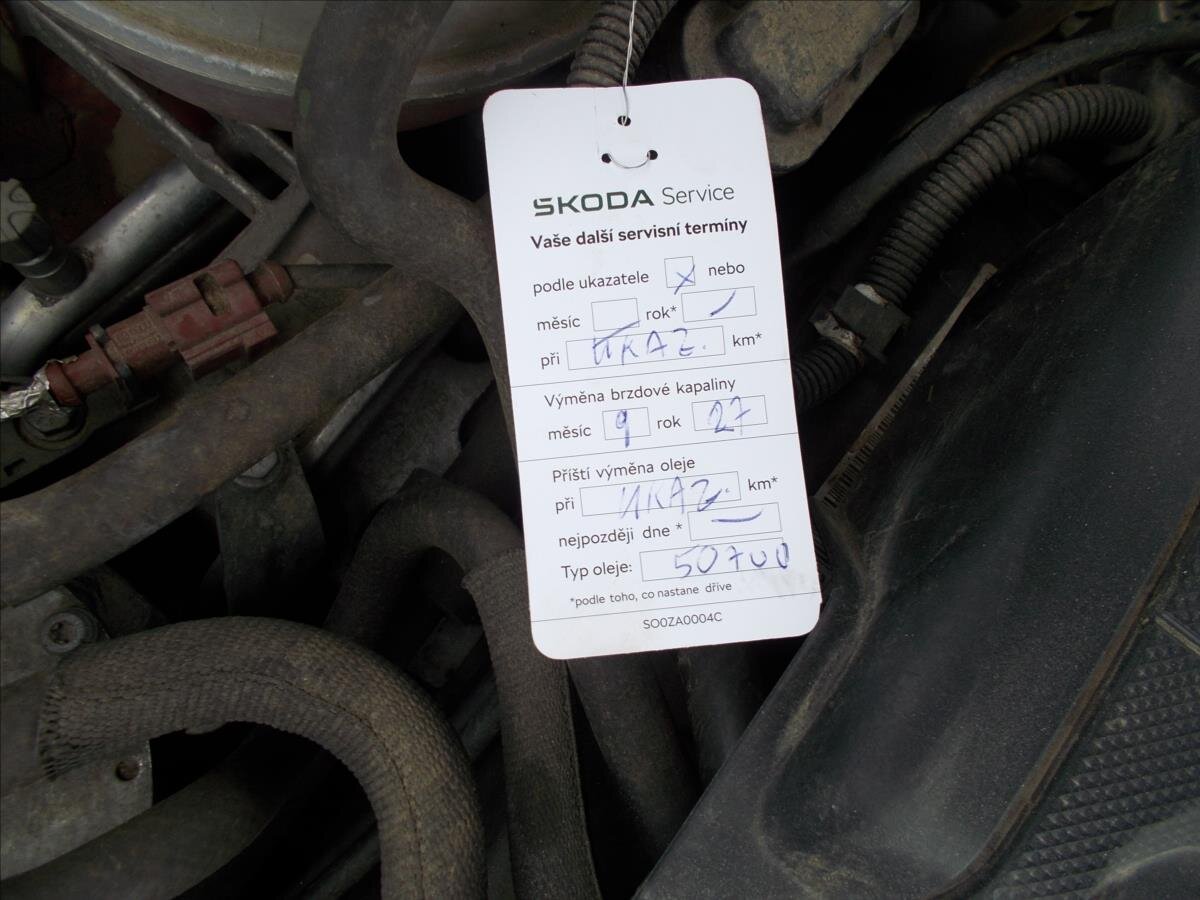 ŠKODA Service
Vaše další servisní termíny
podle ukazatele X nebo
měsíc rok*
při UKAZ. km*
Výměna brzdové kapaliny
měsíc 9 rok 27
Příští výměna oleje
při UKAZ. km*
nejpozději dne *
Typ oleje: 50700
*podle toho, co nastane dříve
SO0ZA0004C